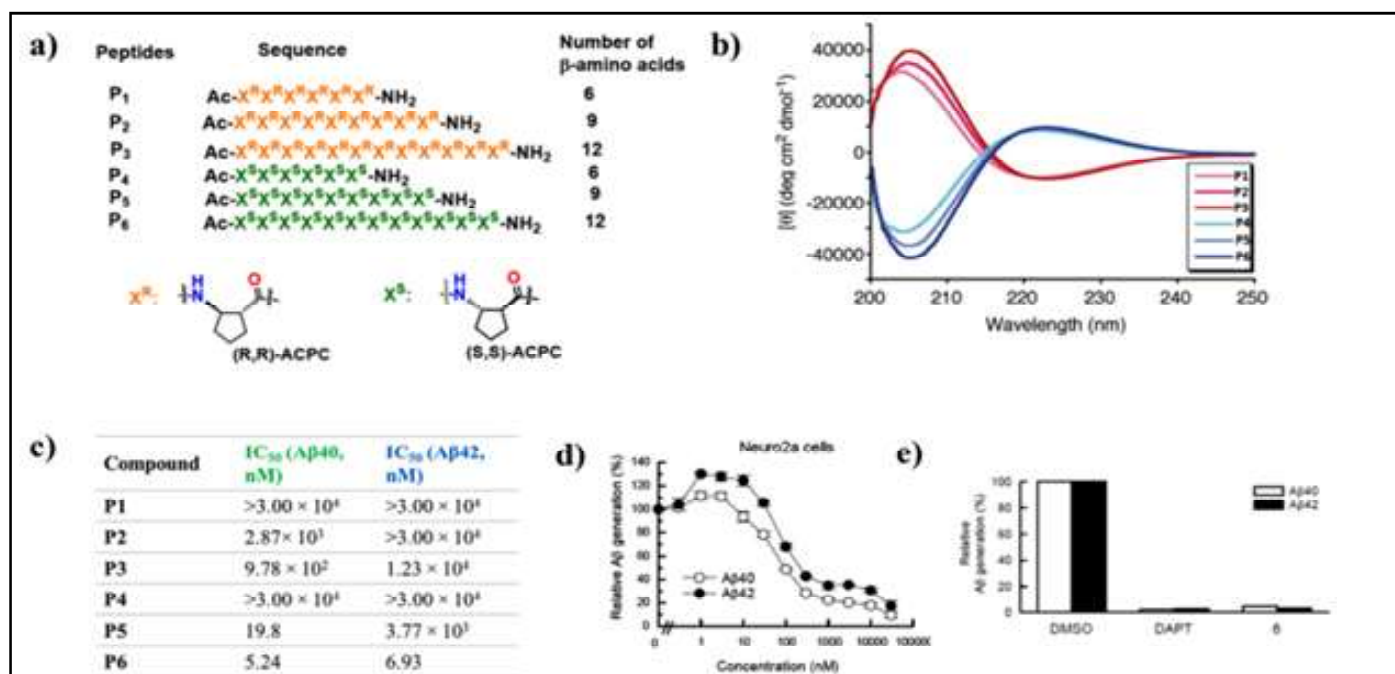 a)
Peptides Sequence Number of
β-amino acids
P1 Ac-XRXRXRXRXRXR-NH2 6
P2 Ac-XRXRXRXRXRXRXRXRXR-NH2 9
P3 Ac-XRXRXRXRXRXRXRXRXRXRXRXR-NH2 12
P4 Ac-XSXSXSXSXSXS-NH2 6
P5 Ac-XSXSXSXSXSXSXSXSXS-NH2 9
P6 Ac-XSXSXSXSXSXSXSXSXSXSXSXS-NH2 12
XR: H N O
(R,R)-ACPC
XS: H N O
(S,S)-ACPC
b)
[θ] (deg cm2 dmol-1)
40000
20000
0
-20000
-40000
200 210 220 230 240 250
Wavelength (nm)
P1
P2
P3
P4
P5
P6
c)
Compound IC50 (Aβ40, nM) IC50 (Aβ42, nM)
P1 >3.00 × 10⁴ >3.00 × 10⁴
P2 2.87× 10³ >3.00 × 10⁴
P3 9.78 × 10² 1.23 × 10⁴
P4 >3.00 × 10⁴ >3.00 × 10⁴
P5 19.8 3.77 × 10³
P6 5.24 6.93
d)
Neuro2a cells
Relative Aβ generation (%)
140
120
100
80
60
40
20
0
Aβ40
Aβ42
0 1 10 100 1000 10000
Concentration (nM)
e)
Relative
Aβ generation (%)
100
80
60
40
20
0
Aβ40
Aβ42
DMSO DAPT 6